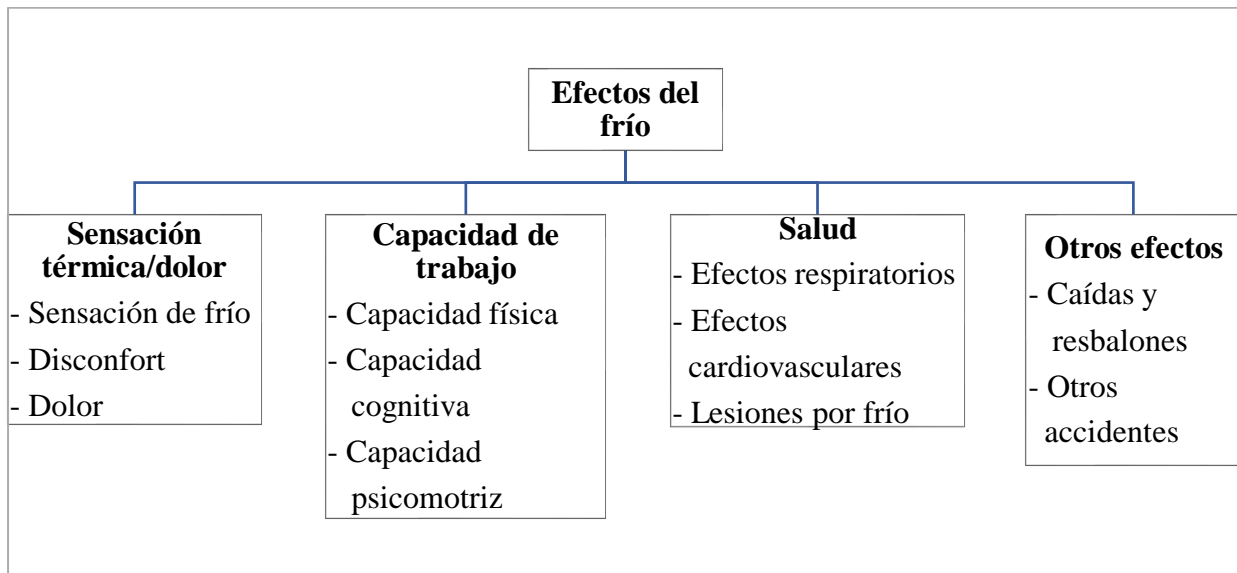 Efectos del
frío
Sensación
térmica/dolor
- Sensación de frío
- Disconfort
- Dolor
Capacidad de
trabajo
- Capacidad física
- Capacidad
cognitiva
- Capacidad
psicomotriz
Salud
- Efectos respiratorios
- Efectos
cardiovasculares
- Lesiones por frío
Otros efectos
- Caídas y
resbalones
- Otros
accidentes